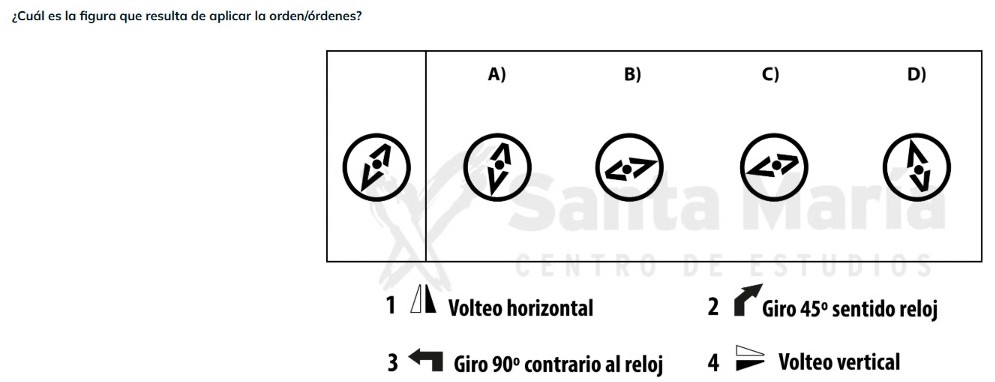 ¿Cuál es la figura que resulta de aplicar la orden/órdenes?
A) B) C) D)
Santa María
CENTRO DE ESTUDIOS
1 Volteo horizontal 2 Giro 45º sentido reloj
3 Giro 90º contrario al reloj 4 Volteo vertical